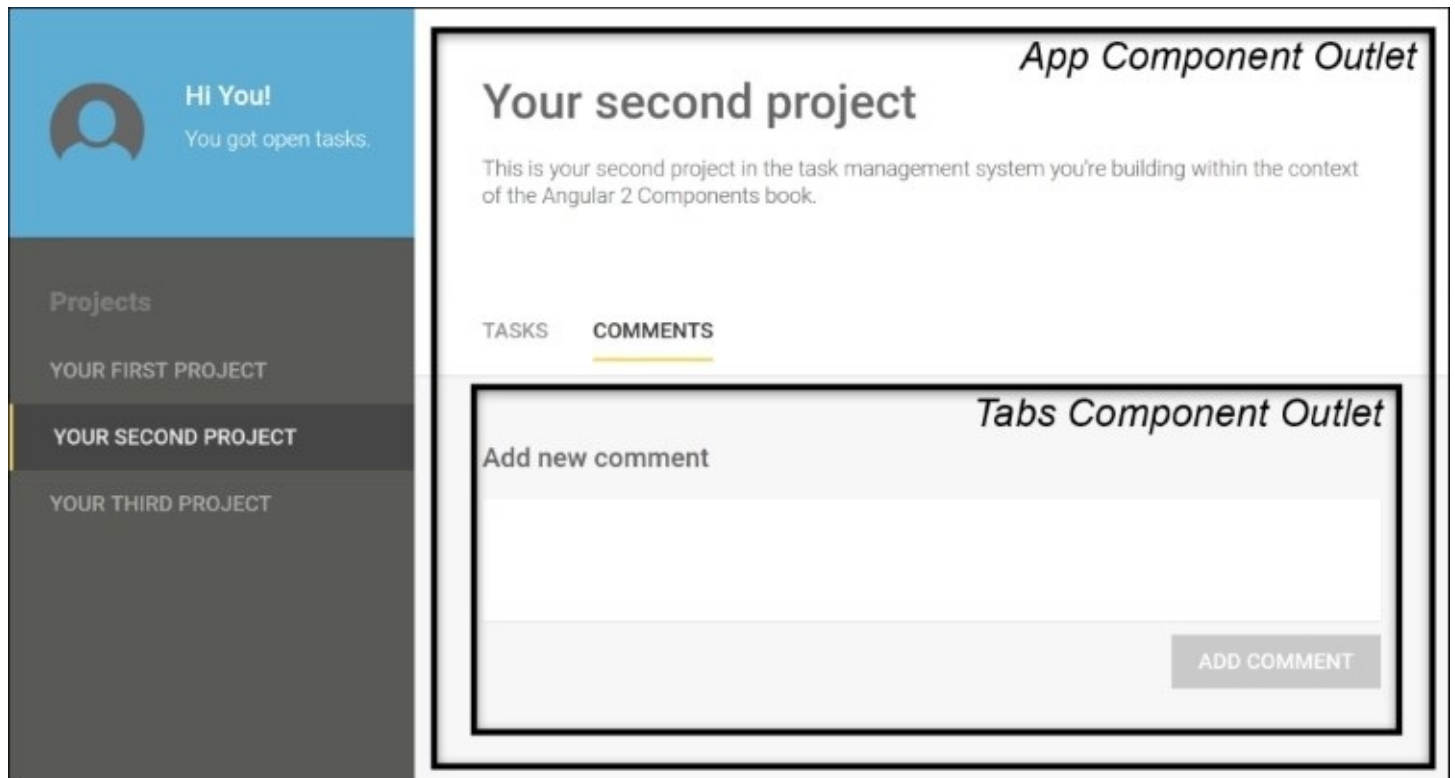 Hi You!
You got open tasks.
Projects
YOUR FIRST PROJECT
YOUR SECOND PROJECT
YOUR THIRD PROJECT
App Component Outlet
Your second project
This is your second project in the task management system you're building within the context
of the Angular 2 Components book.
TASKS COMMENTS
Tabs Component Outlet
Add new comment
ADD COMMENT